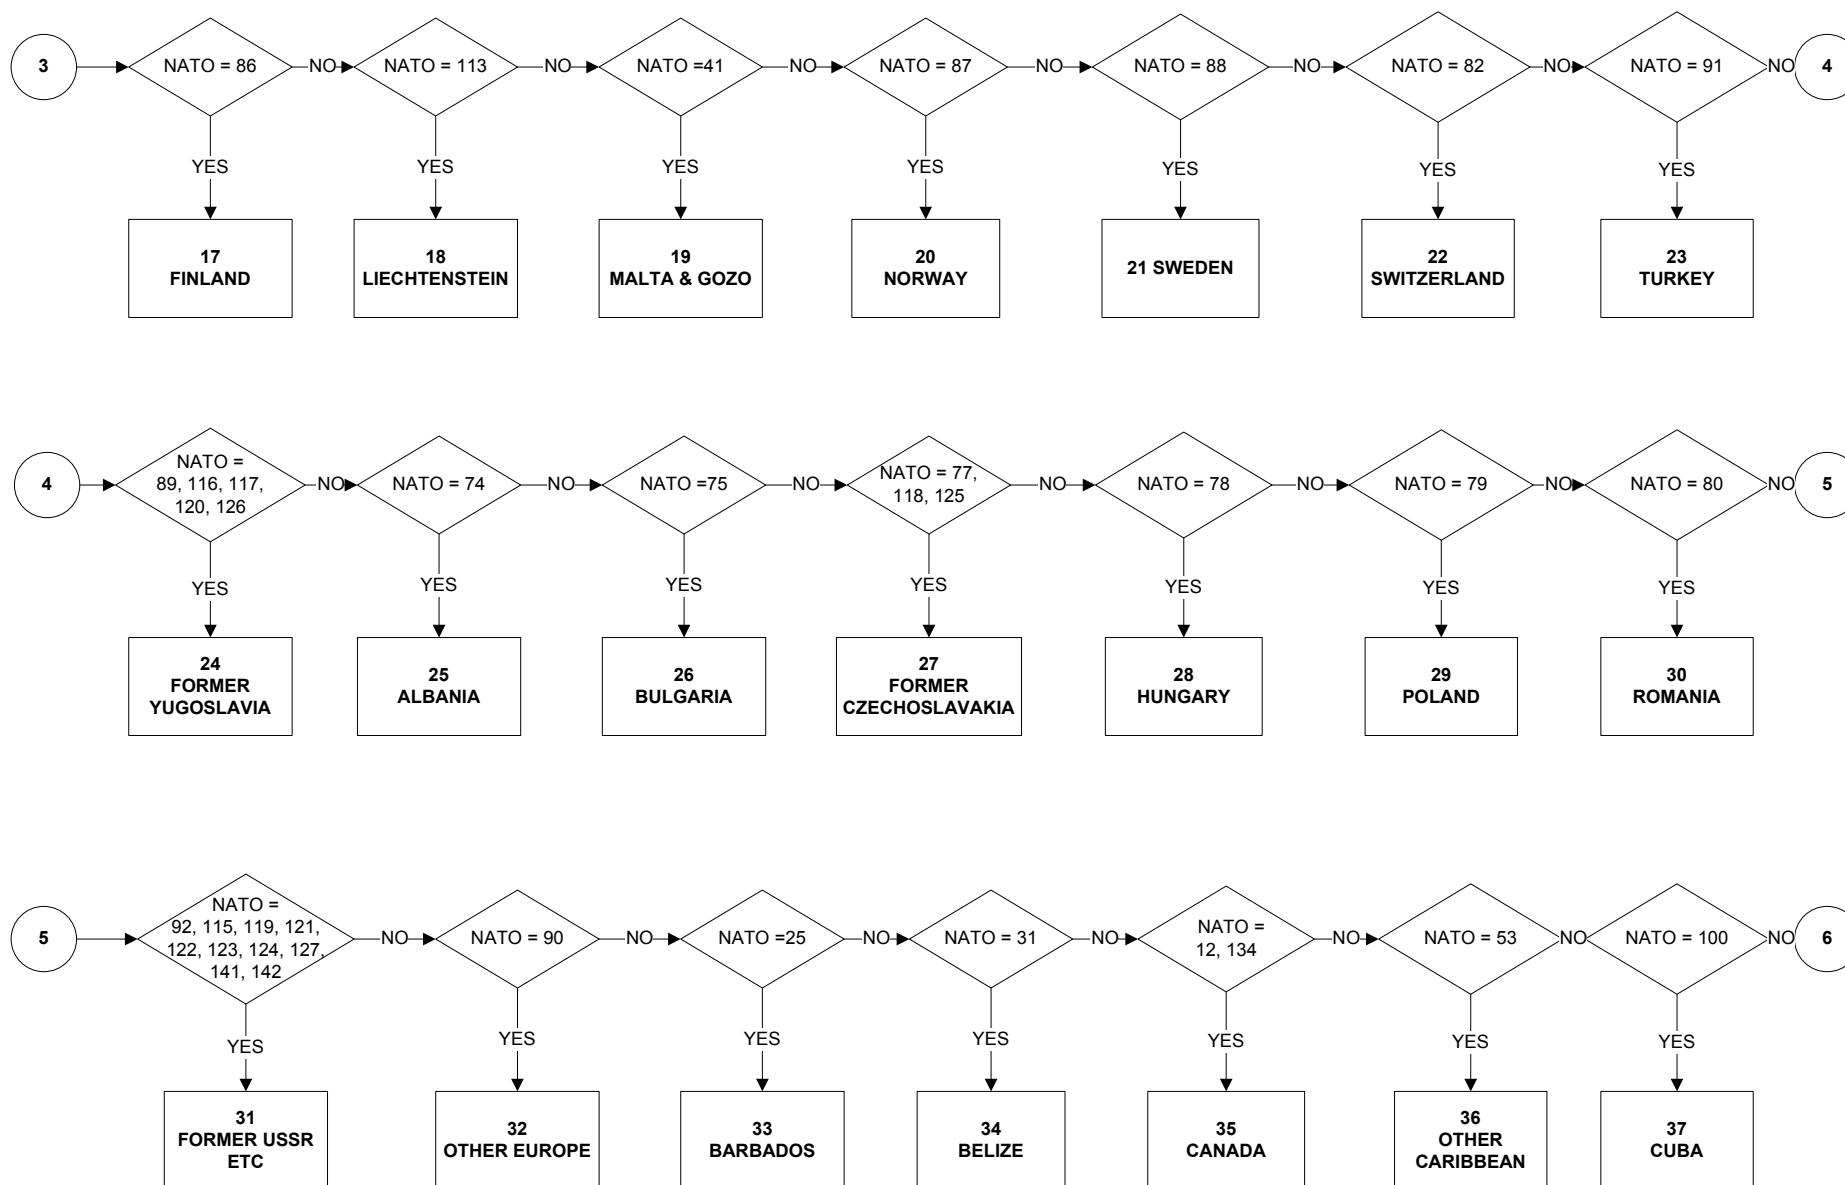 3
NATO = 86
NO
NATO = 113
NO
NATO =41
NO
NATO = 87
NO
NATO = 88
NO
NATO = 82
NO
NATO = 91
NO
4
YES
YES
YES
YES
YES
YES
YES
17
FINLAND
18
LIECHTENSTEIN
19
MALTA & GOZO
20
NORWAY
21 SWEDEN
22
SWITZERLAND
23
TURKEY
4
NATO =
89, 116, 117,
120, 126
NO
NATO = 74
NO
NATO =75
NO
NATO = 77,
118, 125
NO
NATO = 78
NO
NATO = 79
NO
NATO = 80
NO
5
YES
YES
YES
YES
YES
YES
YES
24
FORMER
YUGOSLAVIA
25
ALBANIA
26
BULGARIA
27
FORMER
CZECHOSLAVAKIA
28
HUNGARY
29
POLAND
30
ROMANIA
5
NATO =
92, 115, 119, 121,
122, 123, 124, 127,
141, 142
NO
NATO = 90
NO
NATO =25
NO
NATO = 31
NO
NATO =
12, 134
NO
NATO = 53
NO
NATO = 100
NO
6
YES
YES
YES
YES
YES
YES
YES
31
FORMER USSR
ETC
32
OTHER EUROPE
33
BARBADOS
34
BELIZE
35
CANADA
36
OTHER
CARIBBEAN
37
CUBA